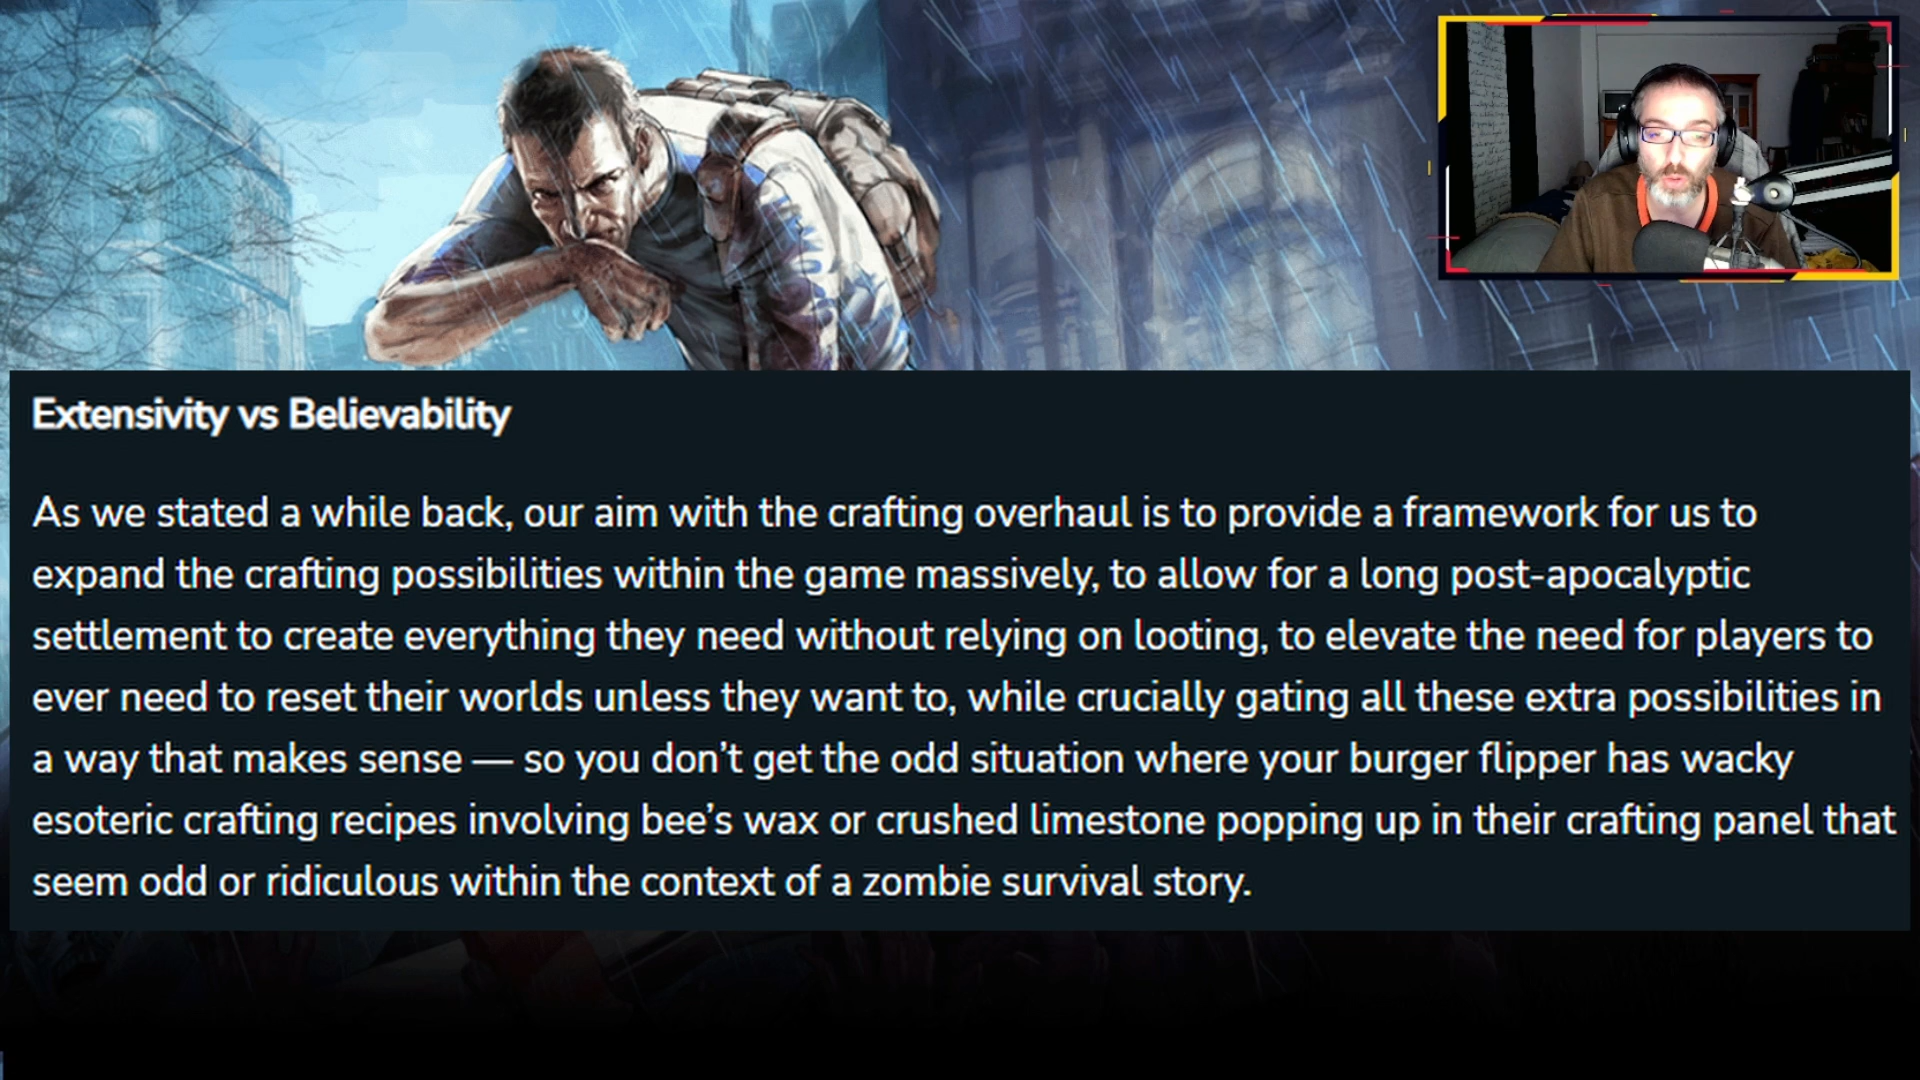 Extensivity vs Believability
As we stated a while back, our aim with the crafting overhaul is to provide a framework for us to
expand the crafting possibilities within the game massively, to allow for a long post-apocalyptic
settlement to create everything they need without relying on looting, to elevate the need for players to
ever need to reset their worlds unless they want to, while crucially gating all these extra possibilities in
a way that makes sense — so you don’t get the odd situation where your burger flipper has wacky
esoteric crafting recipes involving bee’s wax or crushed limestone popping up in their crafting panel that
seem odd or ridiculous within the context of a zombie survival story.